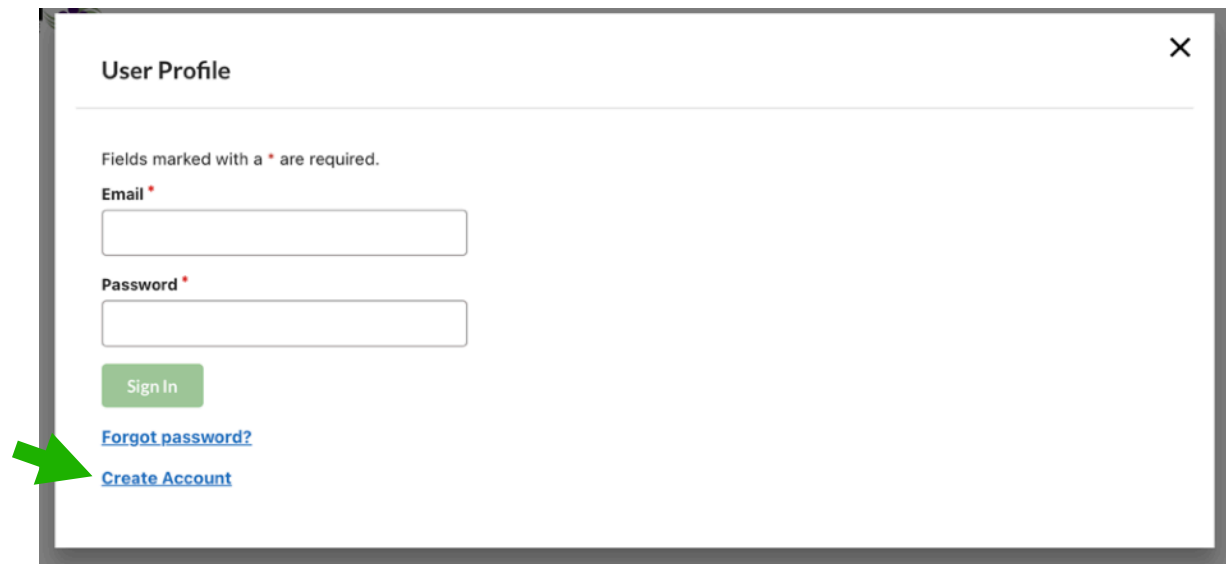 User Profile
Fields marked with a * are required.
Email *
Password *
Sign In
Forgot password?
Create Account